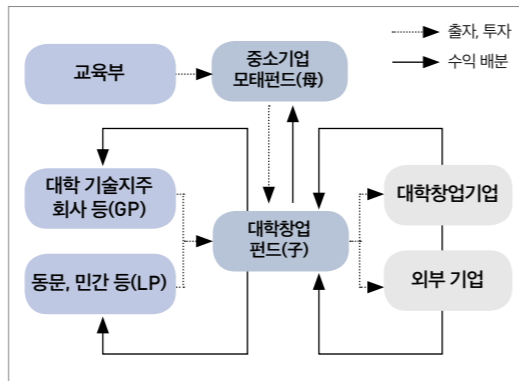 출자, 투자
수익 배분
교육부
중소기업
모태펀드(母)
대학 기술지주
회사 등(GP)
동문, 민간 등(LP)
대학창업
펀드(子)
대학창업기업
외부 기업